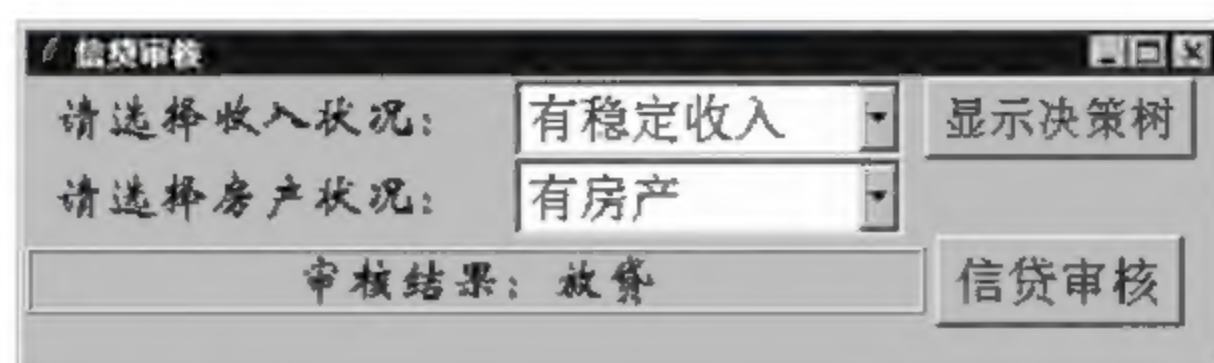 信贷审核
请选择收入状况： 有稳定收入 显示决策树
请选择房产状况： 有房产
审核结果：放贷 信贷审核